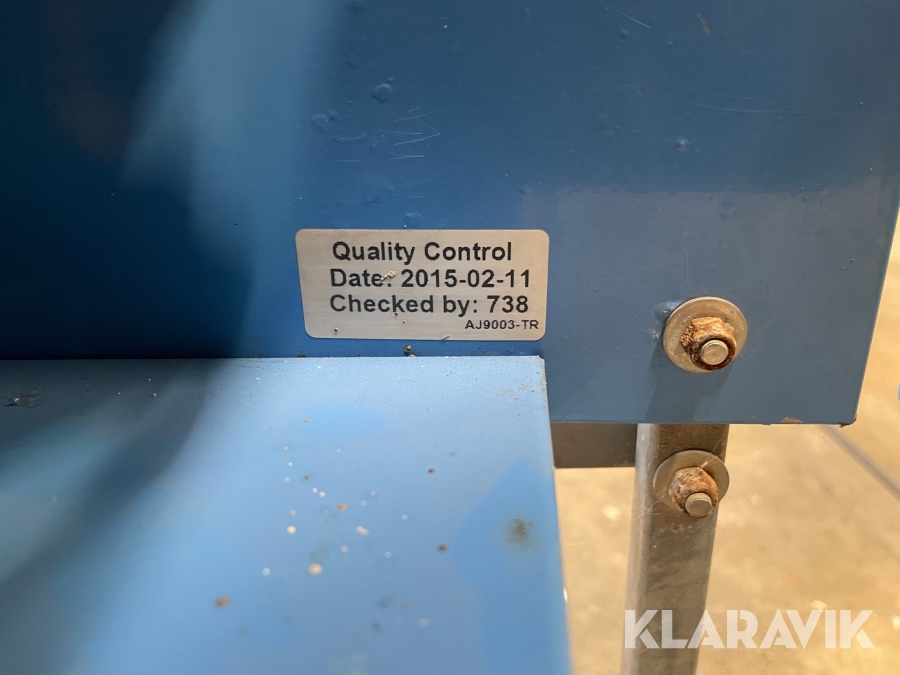 Quality Control
Date: 2015-02-11
Checked by: 738
AJ9003-TR
KLARAVIK